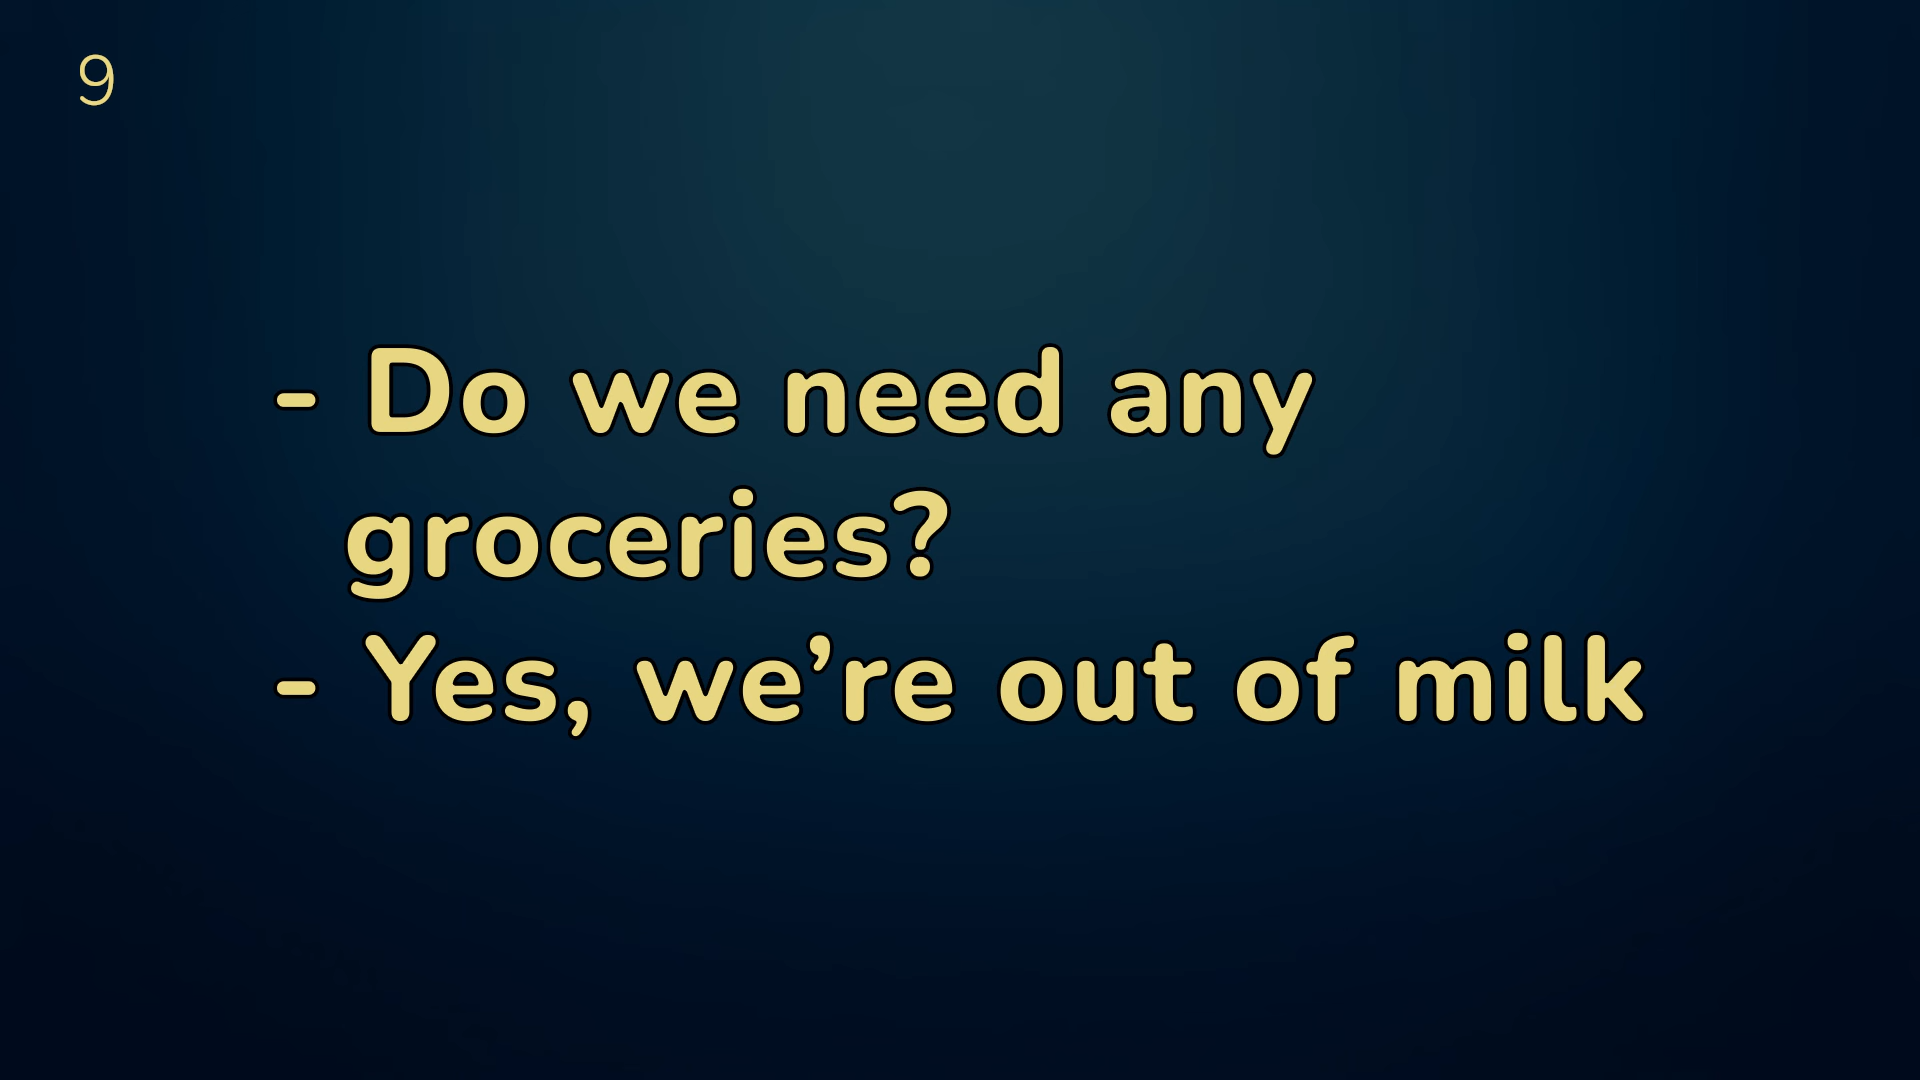 9
- Do we need any
groceries?
- Yes, we’re out of milk